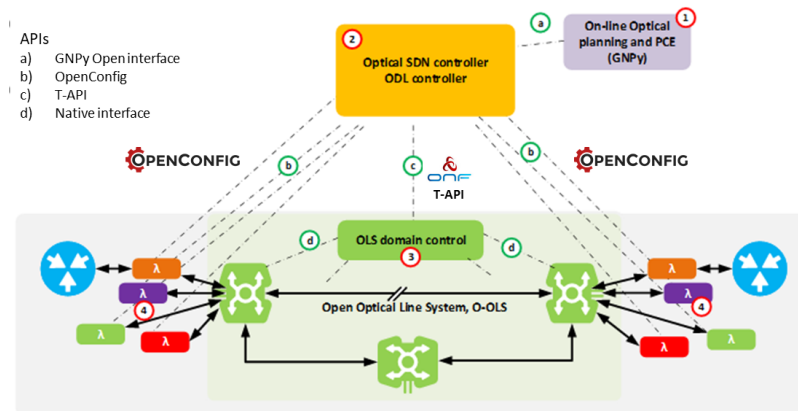 APIs
a) GNPy Open interface
b) OpenConfig
c) T-API
d) Native interface
a
1
On-line Optical
planning and PCE
(GNPy)
2
Optical SDN controller
ODL controller
OPENCONFIG
b
c
ONF
T-API
b
OPENCONFIG
d
OLS domain control
3
d
λ
λ
4
λ
λ
Open Optical Line System, O-OLS
λ
λ
4
λ
λ